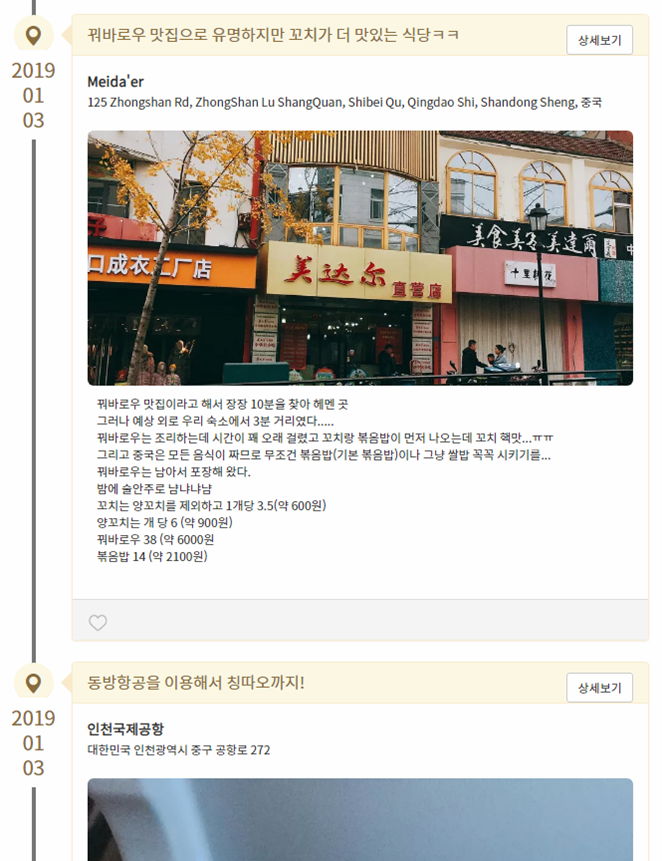 꿔바로우 맛집으로 유명하지만 꼬치가 더 맛있는 식당ㅋㅋ
상세보기
2019
01
03
Meida'er
125 Zhongshan Rd, ZhongShan Lu ShangQuan, Shibei Qu, Qingdao Shi, Shandong Sheng, 중국
美食美客美達爾
中
口成衣工厂店
美达尔
直营店
十里桃花
꿔바로우 맛집이라고 해서 장장 10분을 찾아 헤멘 곳
그러나 예상 외로 우리 숙소에서 3분 거리였다.....
꿔바로우는 조리하는데 시간이 꽤 오래 걸렸고 꼬치랑 볶음밥이 먼저 나오는데 꼬치 핵맛...ㅠㅠ
그리고 중국은 모든 음식이 짜므로 무조건 볶음밥(기본 볶음밥)이나 그냥 쌀밥 꼭꼭 시키기를...
꿔바로우는 남아서 포장해 왔다.
밤에 술안주로 냠냐냐냠
꼬치는 양꼬치를 제외하고 1개당 3.5(약 600원)
양꼬치는 개 당 6 (약 900원)
꿔바로우 38 (약 6000원
볶음밥 14 (약 2100원)
동방항공을 이용해서 칭따오까지!
상세보기
2019
01
03
인천국제공항
대한민국 인천광역시 중구 공항로 272